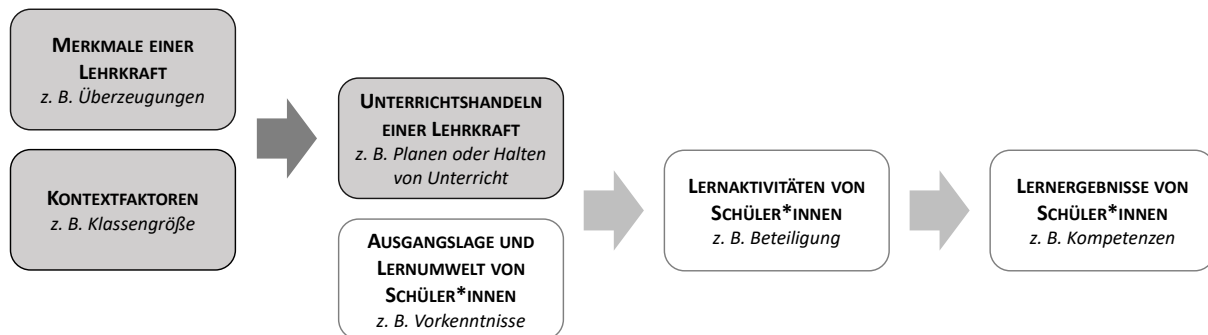 MERKMALE EINER
LEHRKRAFT
z. B. Überzeugungen
KONTEXTFAKTOREN
z. B. Klassengröße
UNTERRICHTSHANDELN
EINER LEHRKRAFT
z. B. Planen oder Halten
von Unterricht
AUSGANGSLAGE UND
LERNUMWELT VON
SCHÜLER*INNEN
z. B. Vorkenntnisse
LERNAKTIVITÄTEN VON
SCHÜLER*INNEN
z. B. Beteiligung
LERNERGEBNISSE VON
SCHÜLER*INNEN
z. B. Kompetenzen